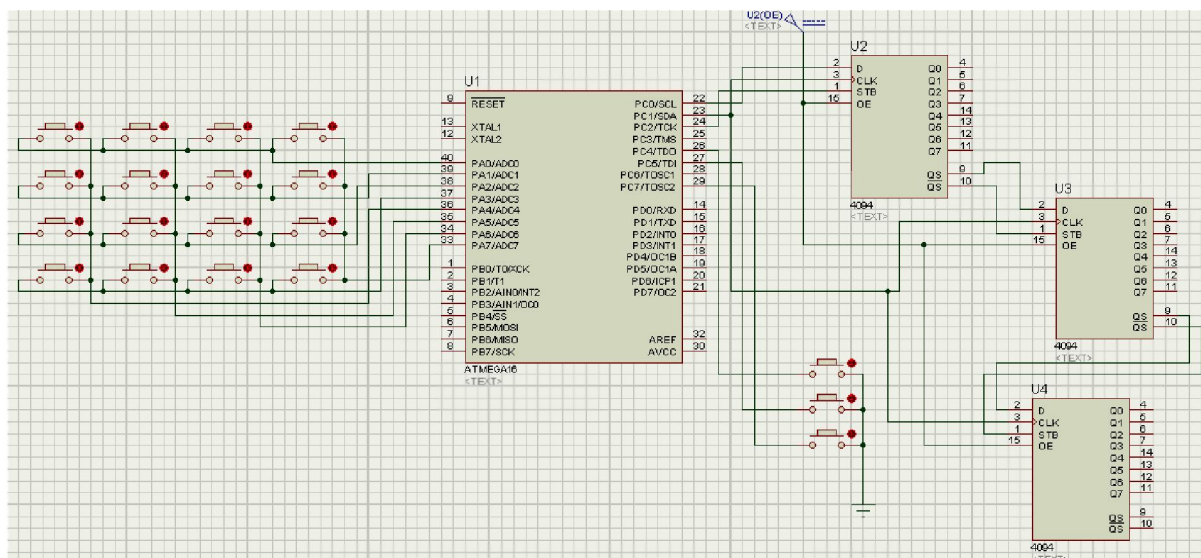 U2(OE)
<TEXT>
U1
9 RESET
13 XTAL1
12 XTAL2
40 PA0/ADC0
39 PA1/ADC1
38 PA2/ADC2
37 PA3/ADC3
36 PA4/ADC4
35 PA5/ADC5
34 PA6/ADC6
33 PA7/ADC7
1 PB0/T0/XCK
2 PB1/T1
3 PB2/AIN0/INT2
4 PB3/AIN1/OC0
5 PB4/SS
6 PB5/MOSI
7 PB6/MISO
8 PB7/SCK
PC0/SCL 22
PC1/SDA 23
PC2/TCK 24
PC3/TMS 25
PC4/TDO 26
PC5/TDI 27
PC6/TOSC1 28
PC7/TOSC2 29
PD0/RXD 14
PD1/TXD 15
PD2/INT0 16
PD3/INT1 17
PD4/OC1B 18
PD5/OC1A 19
PD6/ICP1 20
PD7/OC2 21
AREF 32
AVCC 30
ATMEGA16
<TEXT>
U2
2 D
3 CLK
1 STB
15 OE
Q0 4
Q1 5
Q2 6
Q3 7
Q4 14
Q5 13
Q6 12
Q7 11
QS 9
QS 10
4094
<TEXT>
U3
2 D
3 CLK
1 STB
15 OE
Q0 4
Q1 5
Q2 6
Q3 7
Q4 14
Q5 13
Q6 12
Q7 11
QS 9
QS 10
4094
<TEXT>
U4
2 D
3 CLK
1 STB
15 OE
Q0 4
Q1 5
Q2 6
Q3 7
Q4 14
Q5 13
Q6 12
Q7 11
QS 9
QS 10
4094
<TEXT>